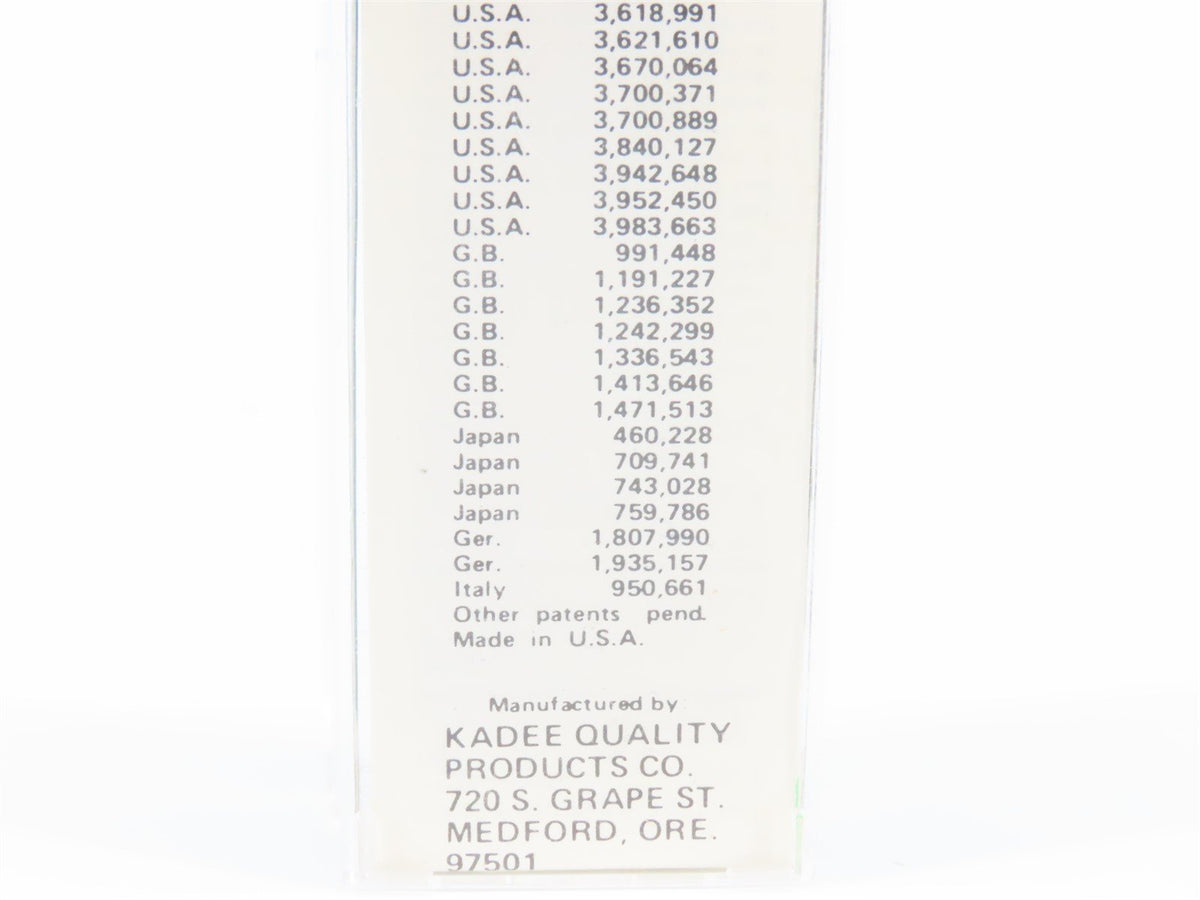 U.S.A. 3,618,991
U.S.A. 3,621,610
U.S.A. 3,670,064
U.S.A. 3,700,371
U.S.A. 3,700,889
U.S.A. 3,840,127
U.S.A. 3,942,648
U.S.A. 3,952,450
U.S.A. 3,983,663
G.B. 991,448
G.B. 1,191,227
G.B. 1,236,352
G.B. 1,242,299
G.B. 1,336,543
G.B. 1,413,646
G.B. 1,471,513
Japan 460,228
Japan 709,741
Japan 743,028
Japan 759,786
Ger. 1,807,990
Ger. 1,935,157
Italy 950,661
Other patents pend.
Made in U.S.A.
Manufactured by:
KADEE QUALITY
PRODUCTS CO.
720 S. GRAPE ST.
MEDFORD, ORE.
97501